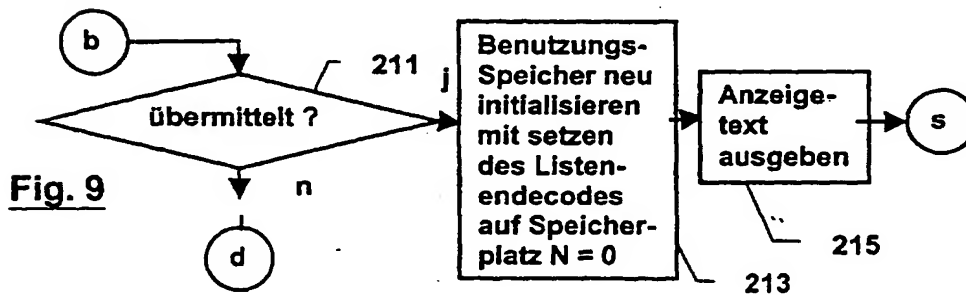 b
211
übermittelt ?
j
n
d
Fig. 9
Benutzungs-
Speicher neu
initialisieren
mit setzen
des Listen-
endecodes
auf Speicher-
platz N = 0
213
Anzeige-
text
ausgeben
215
s